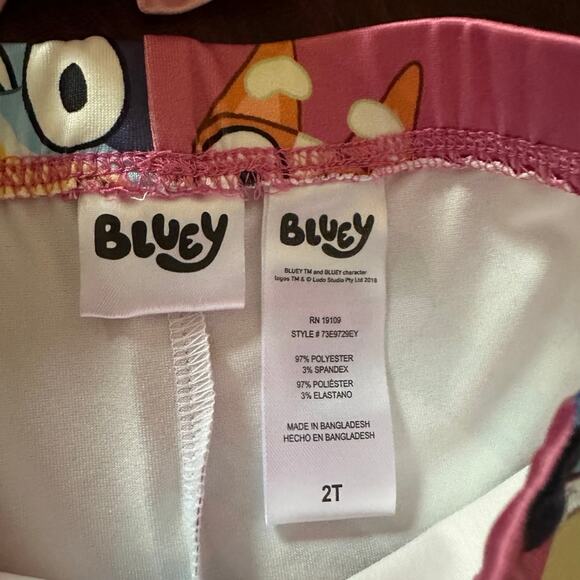 BLUEY
BLUEY
BLUEY TM and BLUEY character
logos TM & © Ludo Studio Pty Ltd 2018
RN 19109
STYLE # 73E9729EY
97% POLYESTER
3% SPANDEX
97% POLIÉSTER
3% ELASTANO
MADE IN BANGLADESH
HECHO EN BANGLADESH
2T